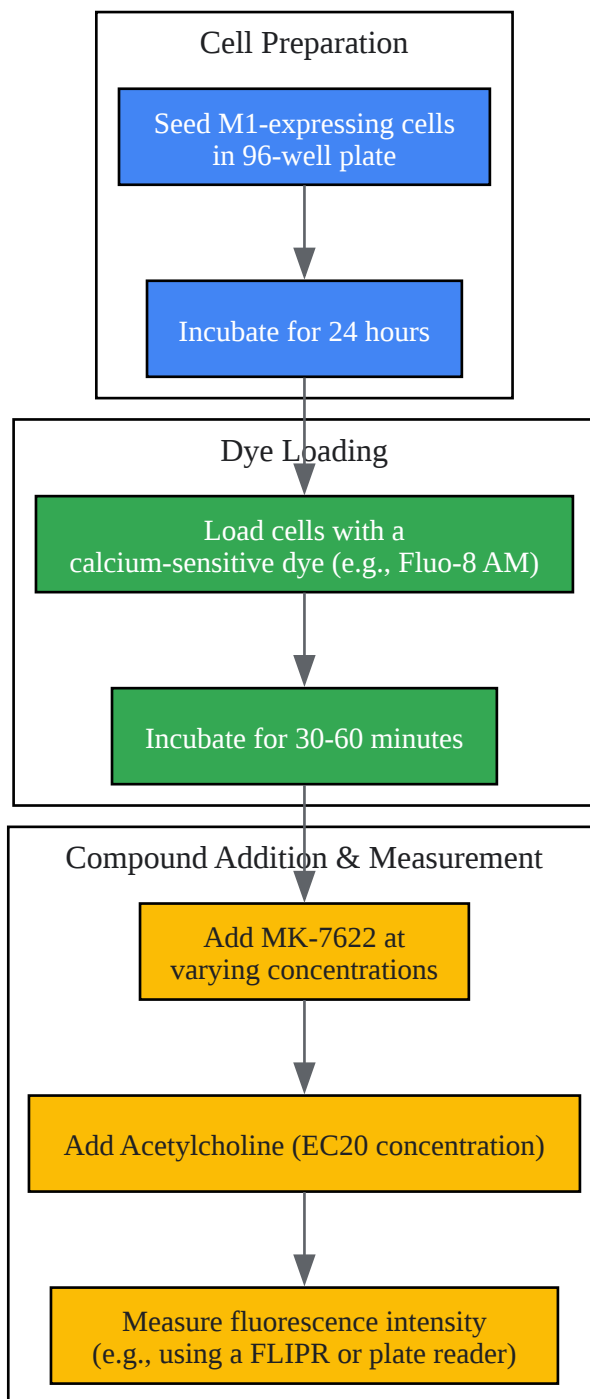 Cell Preparation
Seed M1-expressing cells
in 96-well plate
Incubate for 24 hours
Dye Loading
Load cells with a
calcium-sensitive dye (e.g., Fluo-8 AM)
Incubate for 30-60 minutes
Compound Addition & Measurement
Add MK-7622 at
varying concentrations
Add Acetylcholine (EC20 concentration)
Measure fluorescence intensity
(e.g., using a FLIPR or plate reader)